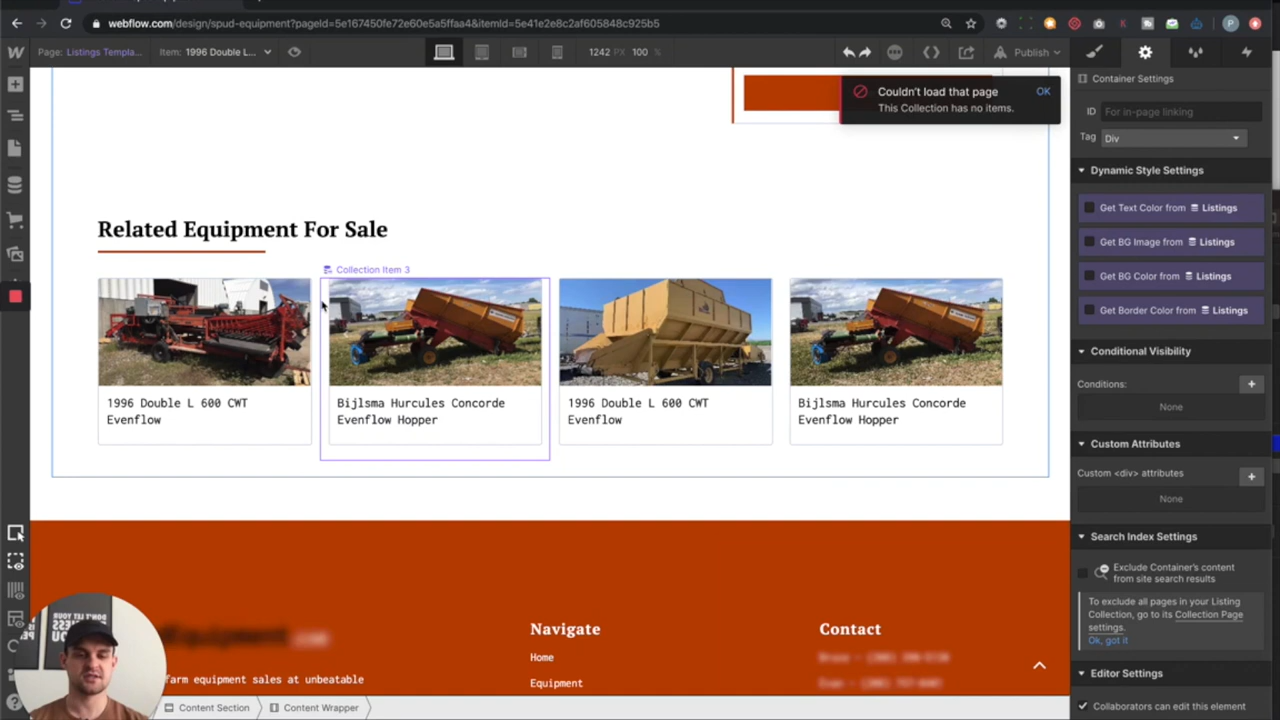 webflow.com/design/spud-equipment?pageId=5e167450fe72e60e5a5ffaa4&itemId=5e41e2e8c2af605848c925b5
Page: Listings Templa...
Item: 1996 Double L...
1242 PX 100 %
Publish
Couldn't load that page
OK
This Collection has no items.
Container Settings
ID
For in-page linking
Tag
Div
Dynamic Style Settings
Get Text Color from Listings
Get BG Image from Listings
Get BG Color from Listings
Get Border Color from Listings
Conditional Visibility
Conditions:
None
Custom Attributes
Custom <div> attributes
None
Search Index Settings
Exclude Container's content
from site search results
To exclude all pages in your Listing
Collection, go to its Collection Page
settings.
Ok, got it
Editor Settings
Collaborators can edit this element
Related Equipment For Sale
Collection Item 3
1996 Double L 600 CWT
Evenflow
Bijlsma Hurcules Concorde
Evenflow Hopper
1996 Double L 600 CWT
Evenflow
Bijlsma Hurcules Concorde
Evenflow Hopper
Navigate
Home
Equipment
Contact
farm equipment sales at unbeatable
Content Section
Content Wrapper